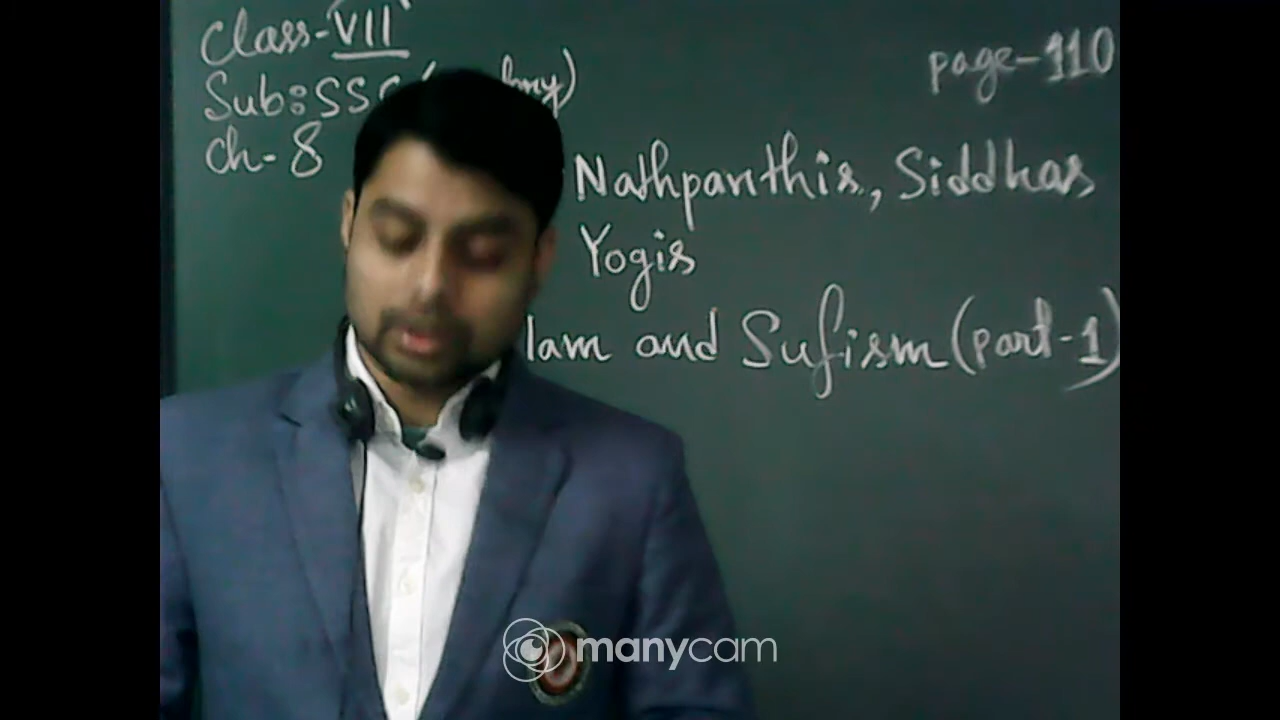 Class-VII
page-110
Sub:SSC
ch-8
Nathpanthis, Siddhas
Yogis
lam and Sufism (part-1)
manycam